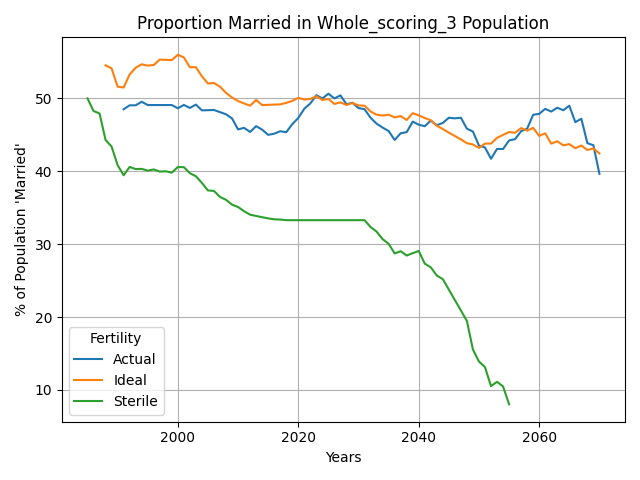 Proportion Married in Whole_scoring_3 Population
% of Population 'Married'
50
40
30
20
10
Fertility
Actual
Ideal
Sterile
2000 2020 2040 2060
Years